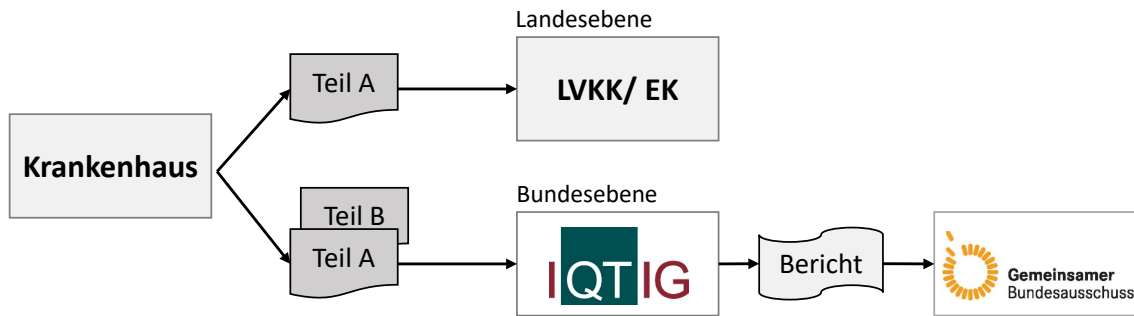 Landesebene
Teil A
LVKK/ EK
Krankenhaus
Bundesebene
Teil B
Teil A
IQTIG
Bericht
Gemeinsamer
Bundesausschuss